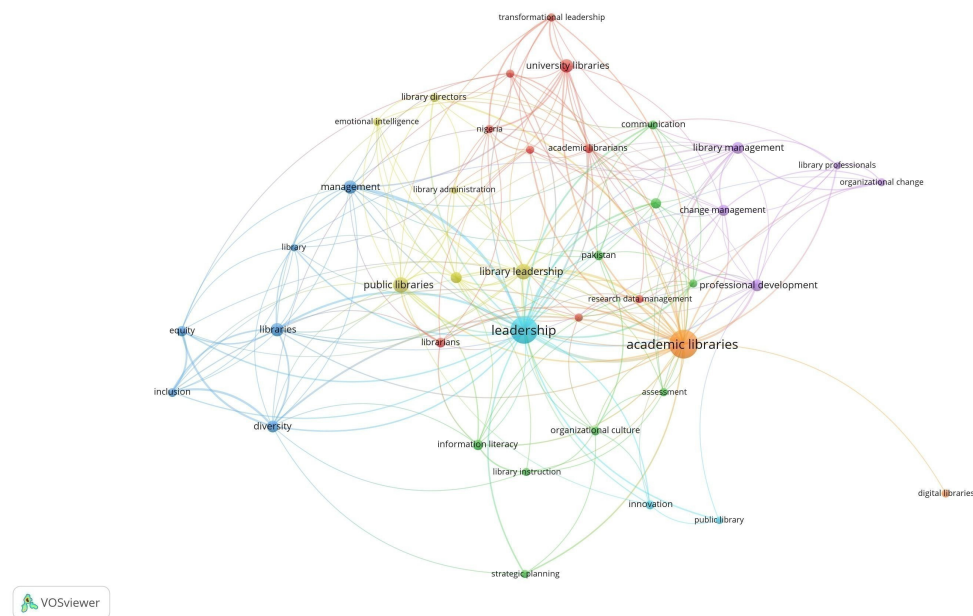 transformational leadership
university libraries
library directors
emotional intelligence
nigeria
communication
academic librarians
library management
library professionals
organizational change
management
library administration
change management
library
pakistan
library leadership
public libraries
professional development
research data management
equity
libraries
leadership
librarians
academic libraries
inclusion
assessment
diversity
organizational culture
information literacy
library instruction
digital libraries
innovation
public library
strategic planning
VOSviewer